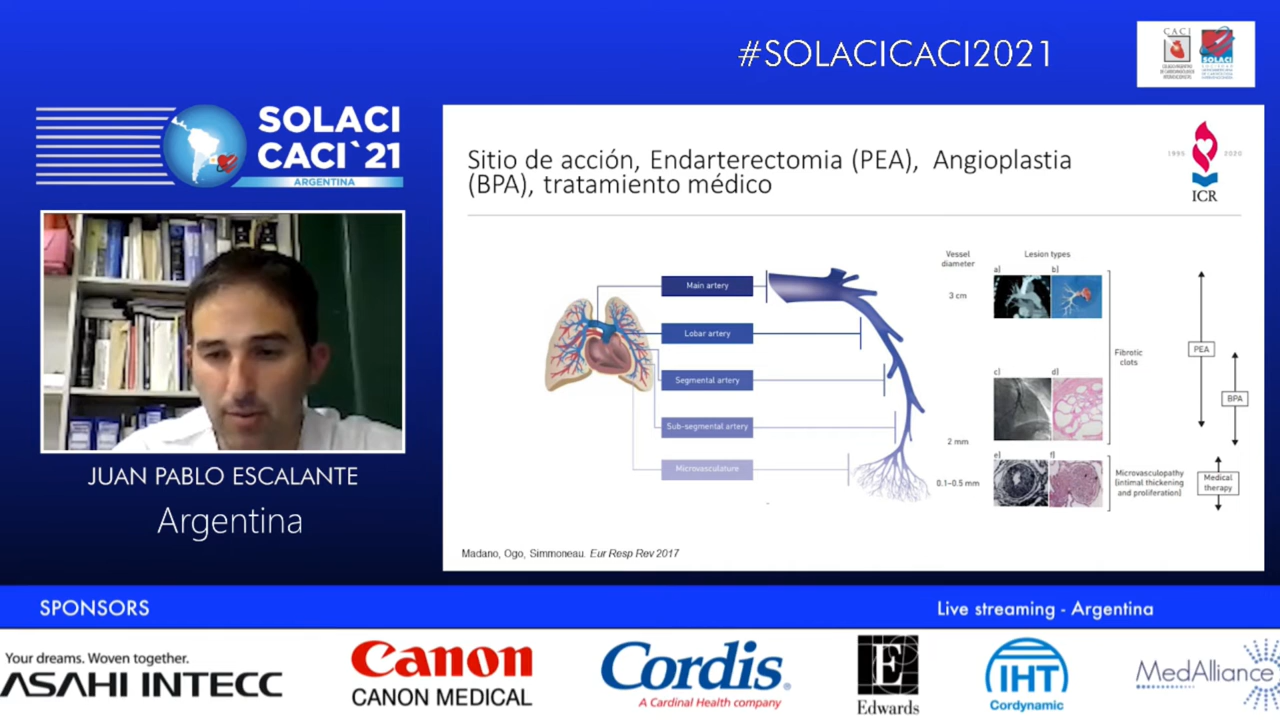 #SOLACICACI2021
CACI
SOLACI
SOLACI
CACI`21
ARGENTINA
JUAN PABLO ESCALANTE
Argentina
Sitio de acción, Endarterectomia (PEA), Angioplastia
(BPA), tratamiento médico
1995 2020
ICR
Main artery
Lobar artery
Segmental artery
Sub-segmental artery
Microvasculature
Vessel
diameter
3 cm
2 mm
0.1–0.5 mm
Lesion types
a) b)
c) d)
e) f)
Fibrotic
clots
Microvasculopathy
(intimal thickening
and proliferation)
PEA
BPA
Medical
therapy
Madano, Ogo, Simmoneau. Eur Resp Rev 2017
SPONSORS
Live streaming - Argentina
Your dreams. Woven together.
ASAHI INTECC
Canon
CANON MEDICAL
Cordis®
A Cardinal Health company
Edwards
IHT
Cordynamic
MedAlliance